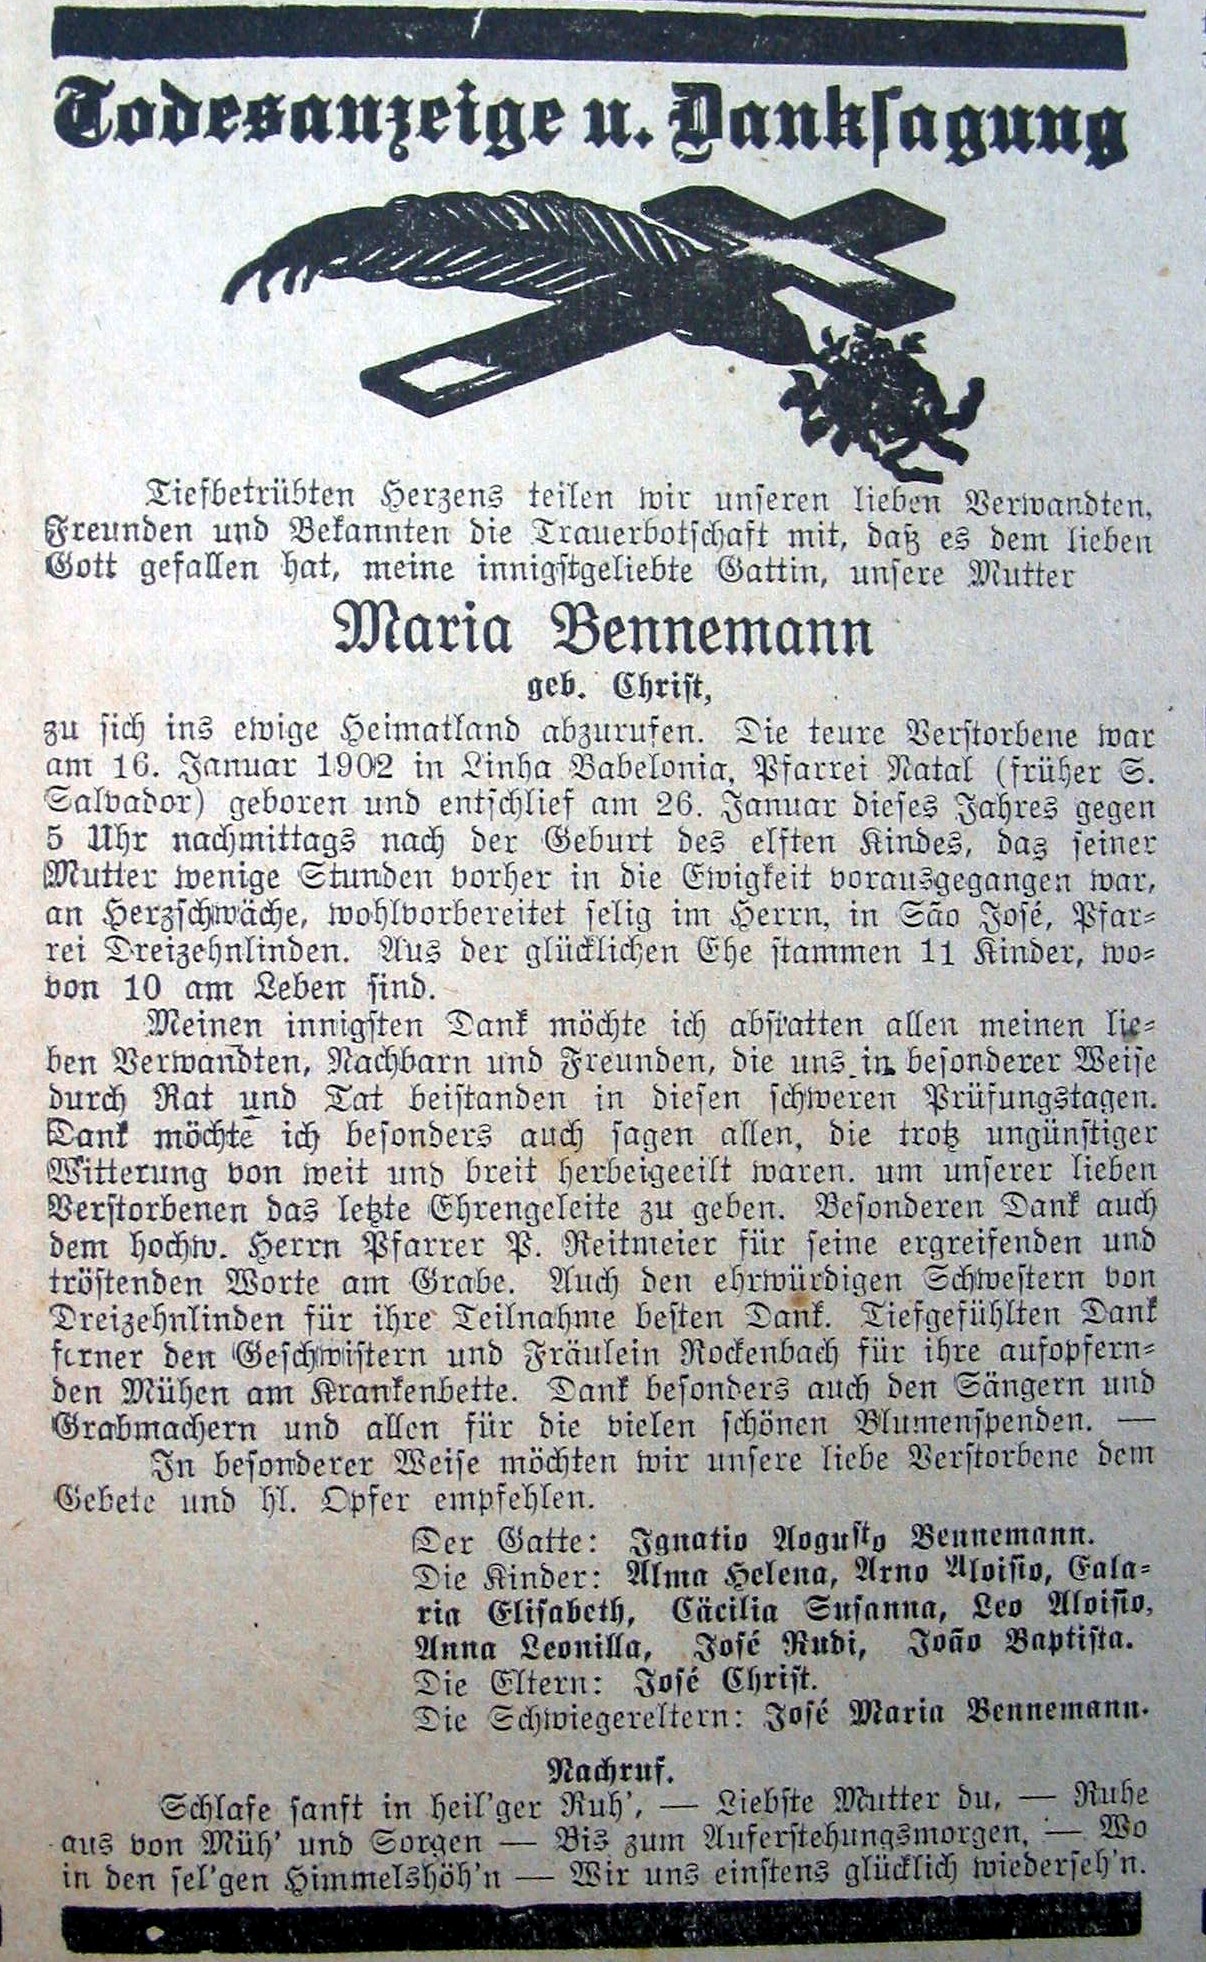 Todesanzeige u. Danksagung
Tiefbetrübten Herzens teilen wir unseren lieben Verwandten,
Freunden und Bekannten die Trauerbotschaft mit, daß es dem lieben
Gott gefallen hat, meine innigstgeliebte Gattin, unsere Mutter
Maria Bennemann
geb. Christ,
zu sich ins ewige Heimatland abzurufen. Die teure Verstorbene war
am 16. Januar 1902 in Linha Babelonia, Pfarrei Natal (früher S.
Salvador) geboren und entschlief am 26. Januar dieses Jahres gegen
5 Uhr nachmittags nach der Geburt des elften Kindes, das seiner
Mutter wenige Stunden vorher in die Ewigkeit vorausgegangen war,
an Herzschwäche, wohlvorbereitet selig im Herrn, in São José, Pfar-
rei Dreizehnlinden. Aus der glücklichen Ehe stammen 11 Kinder, wo-
von 10 am Leben sind.
Meinen innigsten Dank möchte ich abstatten allen meinen lie-
ben Verwandten, Nachbarn und Freunden, die uns in besonderer Weise
durch Rat und Tat beistanden in diesen schweren Prüfungstagen.
Dank möchte ich besonders auch sagen allen, die trotz ungünstiger
Witterung von weit und breit herbeigeeilt waren. um unserer lieben
Verstorbenen das letzte Ehrengeleite zu geben. Besonderen Dank auch
dem hochw. Herrn Pfarrer P. Reitmeier für seine ergreifenden und
tröstenden Worte am Grabe. Auch den ehrwürdigen Schwestern von
Dreizehnlinden für ihre Teilnahme besten Dank. Tiefgefühlten Dank
ferner den Geschwistern und Fräulein Rockenbach für ihre aufopfern-
den Mühen am Krankenbette. Dank besonders auch den Sängern und
Grabmachern und allen für die vielen schönen Blumenspenden. —
In besonderer Weise möchten wir unsere liebe Verstorbene dem
Gebete und hl. Opfer empfehlen.
Der Gatte: Ignatio Aogusto Bennemann.
Die Kinder: Alma Helena, Arno Aloisio, Eala-
ria Elisabeth, Cäcilia Susanna, Leo Aloisio,
Anna Leonilla, José Rudi, João Baptista.
Die Eltern: José Christ.
Die Schwiegereltern: José Maria Bennemann.
Nachruf.
Schlafe sanft in heil'ger Ruh', — Liebste Mutter du, — Ruhe
aus von Müh' und Sorgen — Bis zum Auferstehungsmorgen, — Wo
in den sel'gen Himmelshöh'n — Wir uns einstens glücklich wiederseh'n.